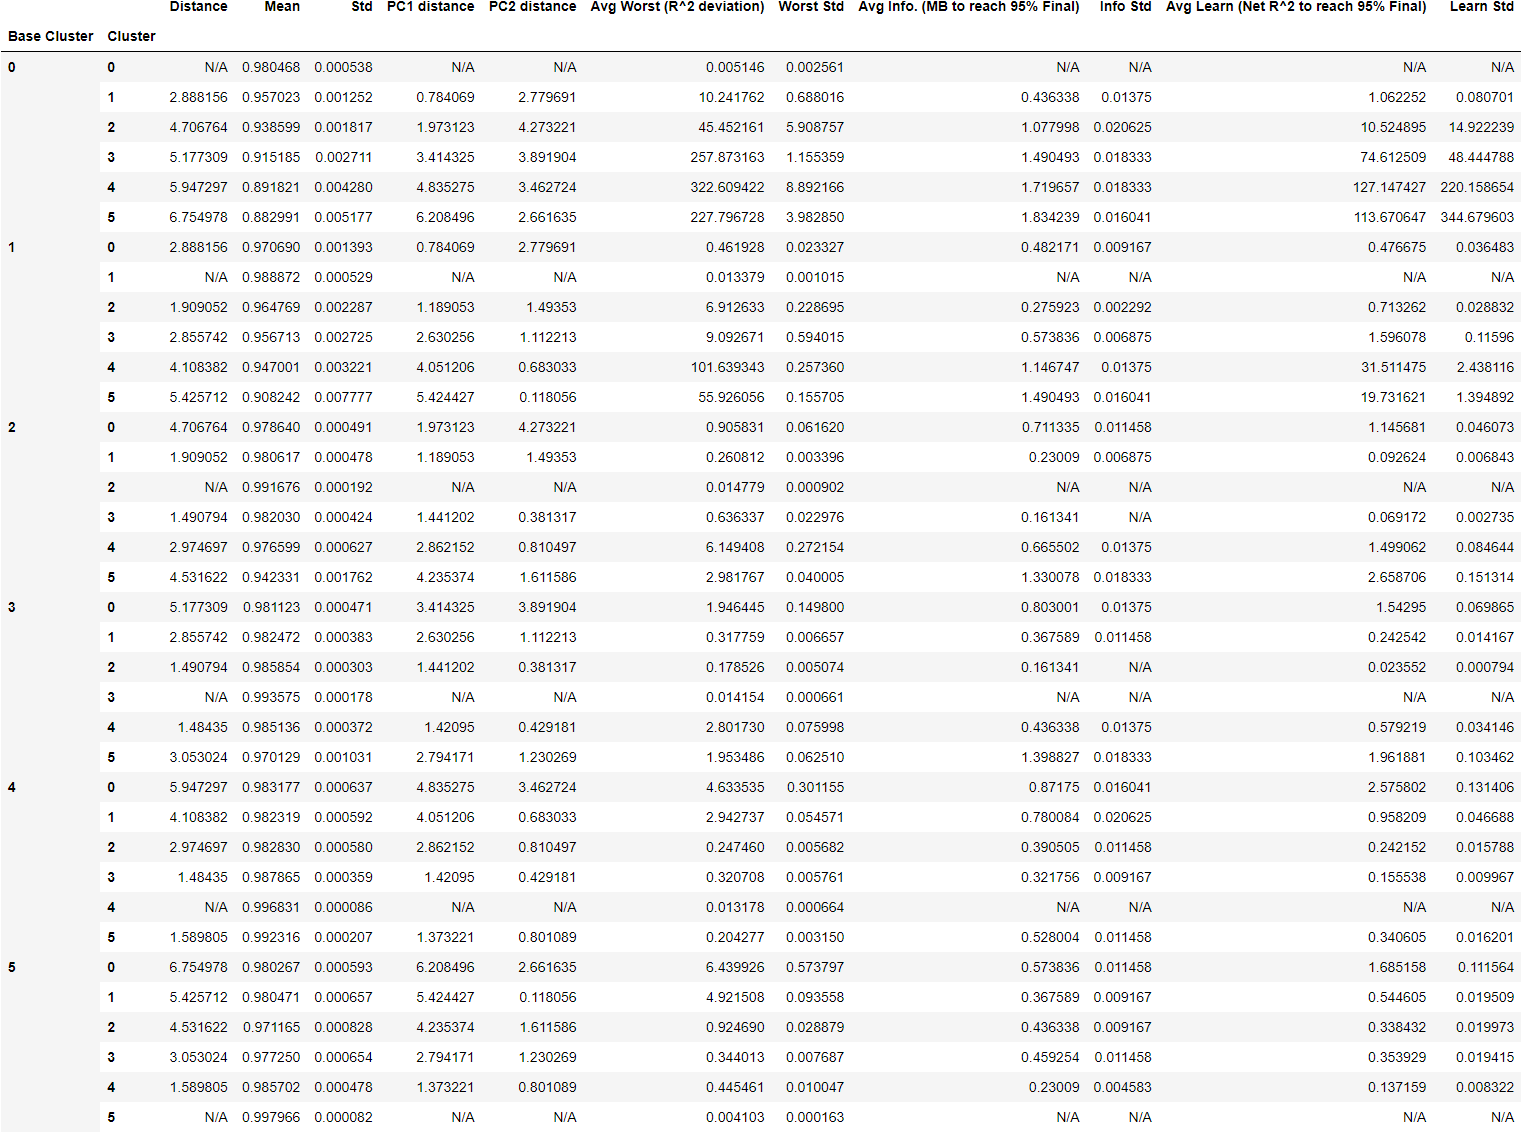 Distance Mean Std PC1 distance PC2 distance Avg Worst (R^2 deviation) Worst Std Avg Info. (MB to reach 95% Final) Info Std Avg Learn (Net R^2 to reach 95% Final) Learn Std
Base Cluster Cluster
0 0 N/A 0.980468 0.000538 N/A N/A 0.005146 0.002561 N/A N/A N/A N/A
1 2.888156 0.957023 0.001252 0.784069 2.779691 10.241762 0.688016 0.436338 0.01375 1.062252 0.080701
2 4.706764 0.938599 0.001817 1.973123 4.273221 45.452161 5.908757 1.077998 0.020625 10.524895 14.922239
3 5.177309 0.915185 0.002711 3.414325 3.891904 257.873163 1.155359 1.490493 0.018333 74.612509 48.444788
4 5.947297 0.891821 0.004280 4.835275 3.462724 322.609422 8.892166 1.719657 0.018333 127.147427 220.158654
5 6.754978 0.882991 0.005177 6.208496 2.661635 227.796728 3.982850 1.834239 0.016041 113.670647 344.679603
1 0 2.888156 0.970690 0.001393 0.784069 2.779691 0.461928 0.023327 0.482171 0.009167 0.476675 0.036483
1 N/A 0.988872 0.000529 N/A N/A 0.013379 0.001015 N/A N/A N/A N/A
2 1.909052 0.964769 0.002287 1.189053 1.49353 6.912633 0.228695 0.275923 0.002292 0.713262 0.028832
3 2.855742 0.956713 0.002725 2.630256 1.112213 9.092671 0.594015 0.573836 0.006875 1.596078 0.11596
4 4.108382 0.947001 0.003221 4.051206 0.683033 101.639343 0.257360 1.146747 0.01375 31.511475 2.438116
5 5.425712 0.908242 0.007777 5.424427 0.118056 55.926056 0.155705 1.490493 0.016041 19.731621 1.394892
2 0 4.706764 0.978640 0.000491 1.973123 4.273221 0.905831 0.061620 0.711335 0.011458 1.145681 0.046073
1 1.909052 0.980617 0.000478 1.189053 1.49353 0.260812 0.003396 0.23009 0.006875 0.092624 0.006843
2 N/A 0.991676 0.000192 N/A N/A 0.014779 0.000902 N/A N/A N/A N/A
3 1.490794 0.982030 0.000424 1.441202 0.381317 0.636337 0.022976 0.161341 N/A 0.069172 0.002735
4 2.974697 0.976599 0.000627 2.862152 0.810497 6.149408 0.272154 0.665502 0.01375 1.499062 0.084644
5 4.531622 0.942331 0.001762 4.235374 1.611586 2.981767 0.040005 1.330078 0.018333 2.658706 0.151314
3 0 5.177309 0.981123 0.000471 3.414325 3.891904 1.946445 0.149800 0.803001 0.01375 1.54295 0.069865
1 2.855742 0.982472 0.000383 2.630256 1.112213 0.317759 0.006657 0.367589 0.011458 0.242542 0.014167
2 1.490794 0.985854 0.000303 1.441202 0.381317 0.178526 0.005074 0.161341 N/A 0.023552 0.000794
3 N/A 0.993575 0.000178 N/A N/A 0.014154 0.000661 N/A N/A N/A N/A
4 1.48435 0.985136 0.000372 1.42095 0.429181 2.801730 0.075998 0.436338 0.01375 0.579219 0.034146
5 3.053024 0.970129 0.001031 2.794171 1.230269 1.953486 0.062510 1.398827 0.018333 1.961881 0.103462
4 0 5.947297 0.983177 0.000637 4.835275 3.462724 4.633535 0.301155 0.87175 0.016041 2.575802 0.131406
1 4.108382 0.982319 0.000592 4.051206 0.683033 2.942737 0.054571 0.780084 0.020625 0.958209 0.046688
2 2.974697 0.982830 0.000580 2.862152 0.810497 0.247460 0.005682 0.390505 0.011458 0.242152 0.015788
3 1.48435 0.987865 0.000359 1.42095 0.429181 0.320708 0.005761 0.321756 0.009167 0.155538 0.009967
4 N/A 0.996831 0.000086 N/A N/A 0.013178 0.000664 N/A N/A N/A N/A
5 1.589805 0.992316 0.000207 1.373221 0.801089 0.204277 0.003150 0.528004 0.011458 0.340605 0.016201
5 0 6.754978 0.980267 0.000593 6.208496 2.661635 6.439926 0.573797 0.573836 0.011458 1.685158 0.111564
1 5.425712 0.980471 0.000657 5.424427 0.118056 4.921508 0.093558 0.367589 0.009167 0.544605 0.019509
2 4.531622 0.971165 0.000828 4.235374 1.611586 0.924690 0.028879 0.436338 0.009167 0.338432 0.019973
3 3.053024 0.977250 0.000654 2.794171 1.230269 0.344013 0.007687 0.459254 0.011458 0.353929 0.019415
4 1.589805 0.985702 0.000478 1.373221 0.801089 0.445461 0.010047 0.23009 0.004583 0.137159 0.008322
5 N/A 0.997966 0.000082 N/A N/A 0.004103 0.000163 N/A N/A N/A N/A